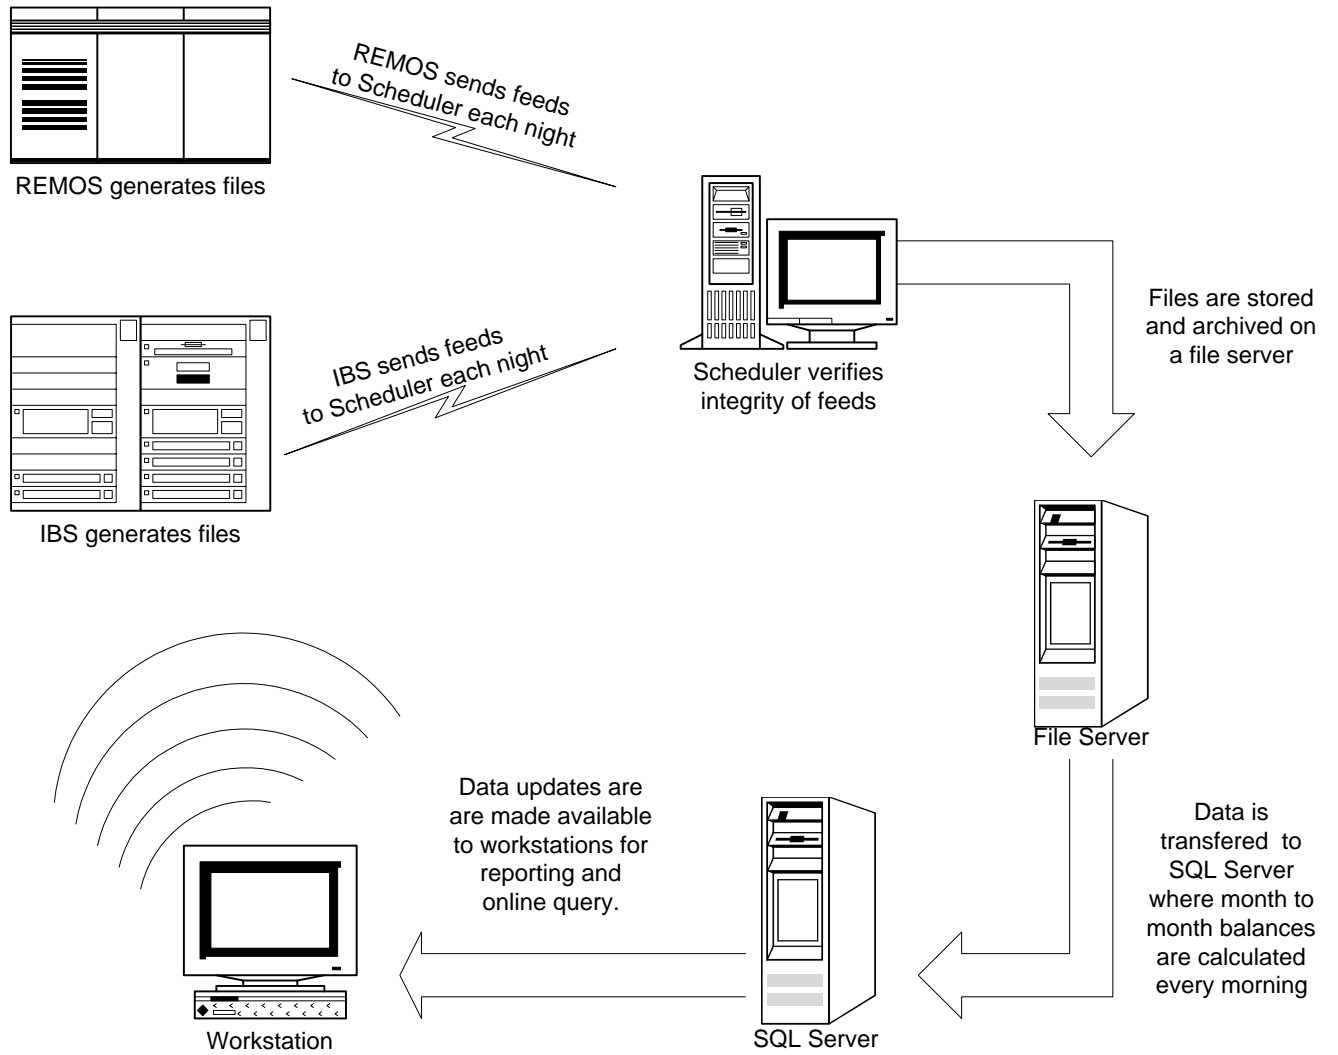 REMOS sends feeds
to Scheduler each night
REMOS generates files
IBS sends feeds
to Scheduler each night
IBS generates files
Scheduler verifies
integrity of feeds
Files are stored
and archived on
a file server
File Server
Data is
transfered to
SQL Server
where month to
month balances
are calculated
every morning
SQL Server
Data updates are
are made available
to workstations for
reporting and
online query.
Workstation